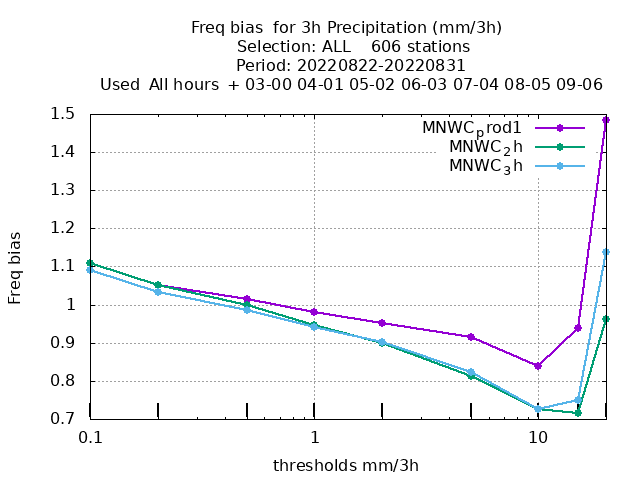 Freq bias  for 3h Precipitation (mm/3h)
Selection: ALL    606 stations
Period: 20220822-20220831
Used  All hours  + 03-00 04-01 05-02 06-03 07-04 08-05 09-06
1.5
MNWCprod1
MNWC2h
MNWC3h
1.4
1.3
1.2
1.1
1
0.9
0.8
0.7
Freq bias
0.1
1
10
thresholds mm/3h